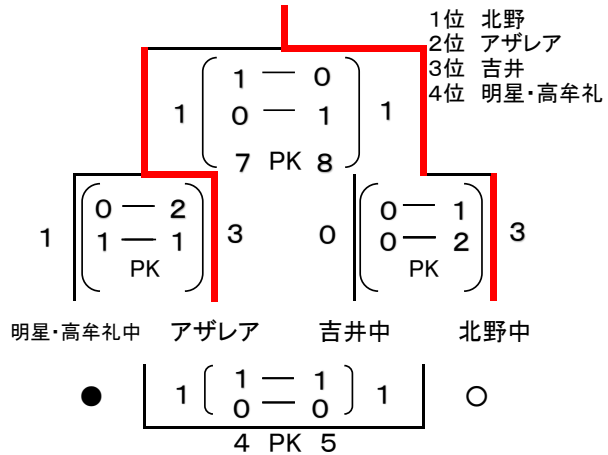 1位 北野
2位 アザレア
3位 吉井
4位 明星・高牟礼
1 1 ― 0 1
0 ― 1
7 PK 8
1 0 ― 2 3
1 ― 1
PK
0 0 ― 1 3
0 ― 2
PK
明星・高牟礼中 アザレア 吉井中 北野中
● 1 1 ― 1 1 ○
0 ― 0
4 PK 5